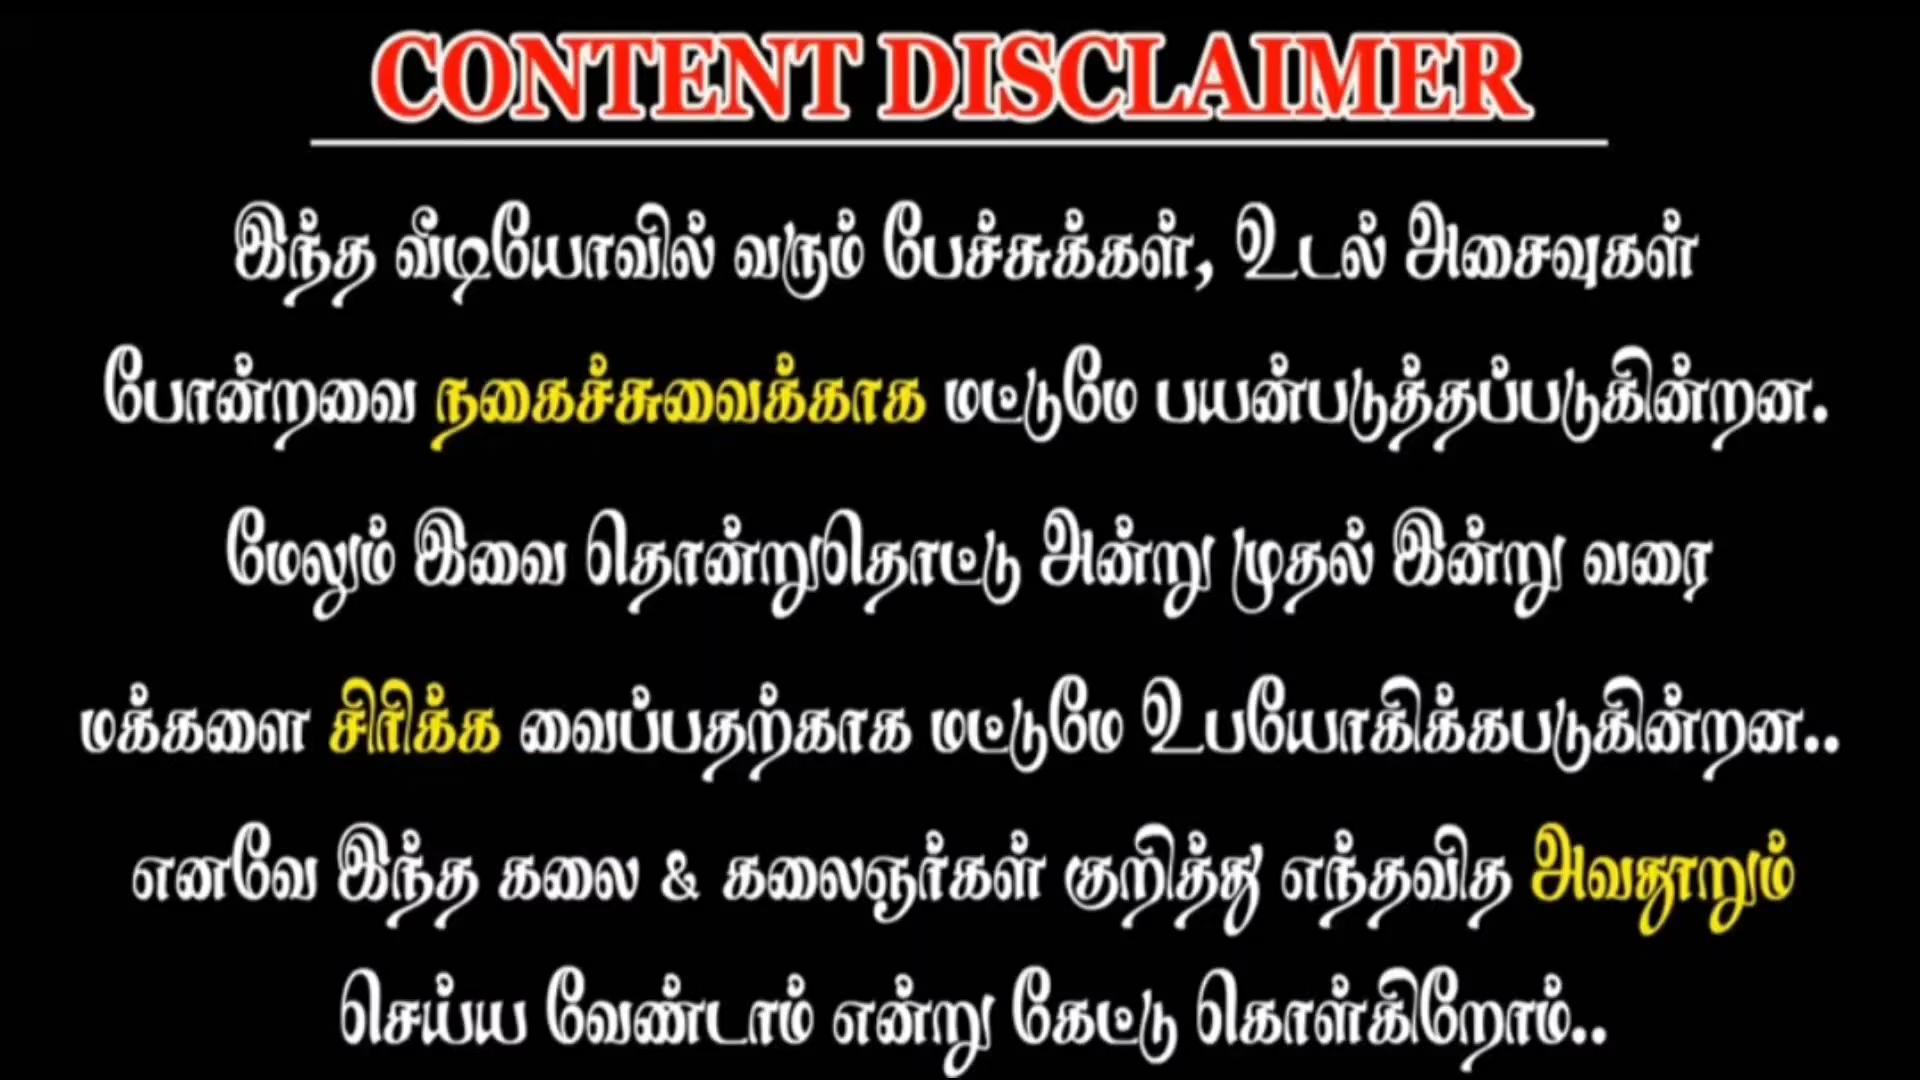 CONTENT DISCLAIMER
இந்த வீடியோவில் வரும் பேச்சுக்கள், உடல் அசைவுகள்
போன்றவை நகைச்சுவைக்காக மட்டுமே பயன்படுத்தப்படுகின்றன.
மேலும் இவை தொன்றுதொட்டு அன்று முதல் இன்று வரை
மக்களை சிரிக்க வைப்பதற்காக மட்டுமே உபயோகிக்கபடுகின்றன..
எனவே இந்த கலை & கலைஞர்கள் குறித்து எந்தவித அவதூறும்
செய்ய வேண்டாம் என்று கேட்டு கொள்கிறோம்..